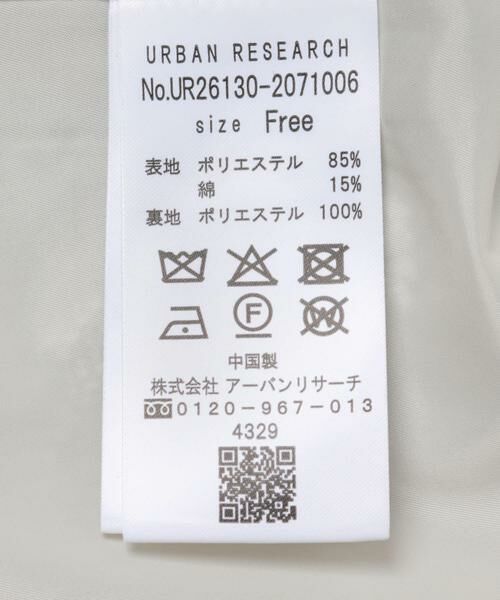 URBAN RESEARCH
No.UR26130-2071006
size Free
表地 ポリエステル 85%
綿 15%
裏地 ポリエステル 100%
F
W
中国製
株式会社 アーバンリサーチ
0120-967-013
4329